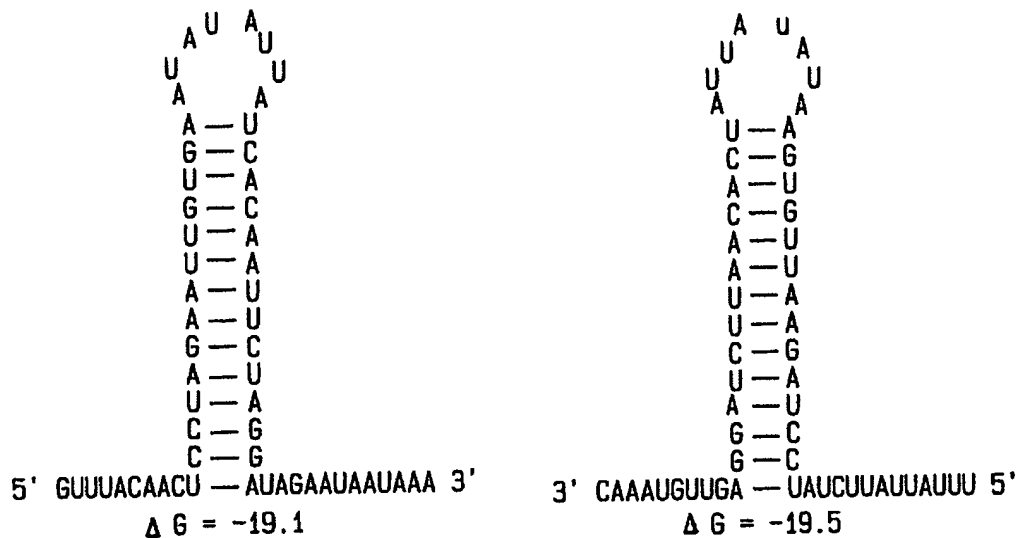 U A
A U
U U
A A
A — U
G — C
U — A
G — C
U — A
U — A
A — U
A — U
G — C
A — U
U — A
C — G
C — G
5' GUUUACAACU — AUAGAAUAAUAAA 3'
Δ G = -19.1
A U
U A
U U
A A
U — A
C — G
A — U
C — G
A — U
A — U
U — A
U — A
C — G
U — A
A — U
G — C
G — C
3' CAAAUGUUGA — UAUCUUAUUAUUU 5'
Δ G = -19.5